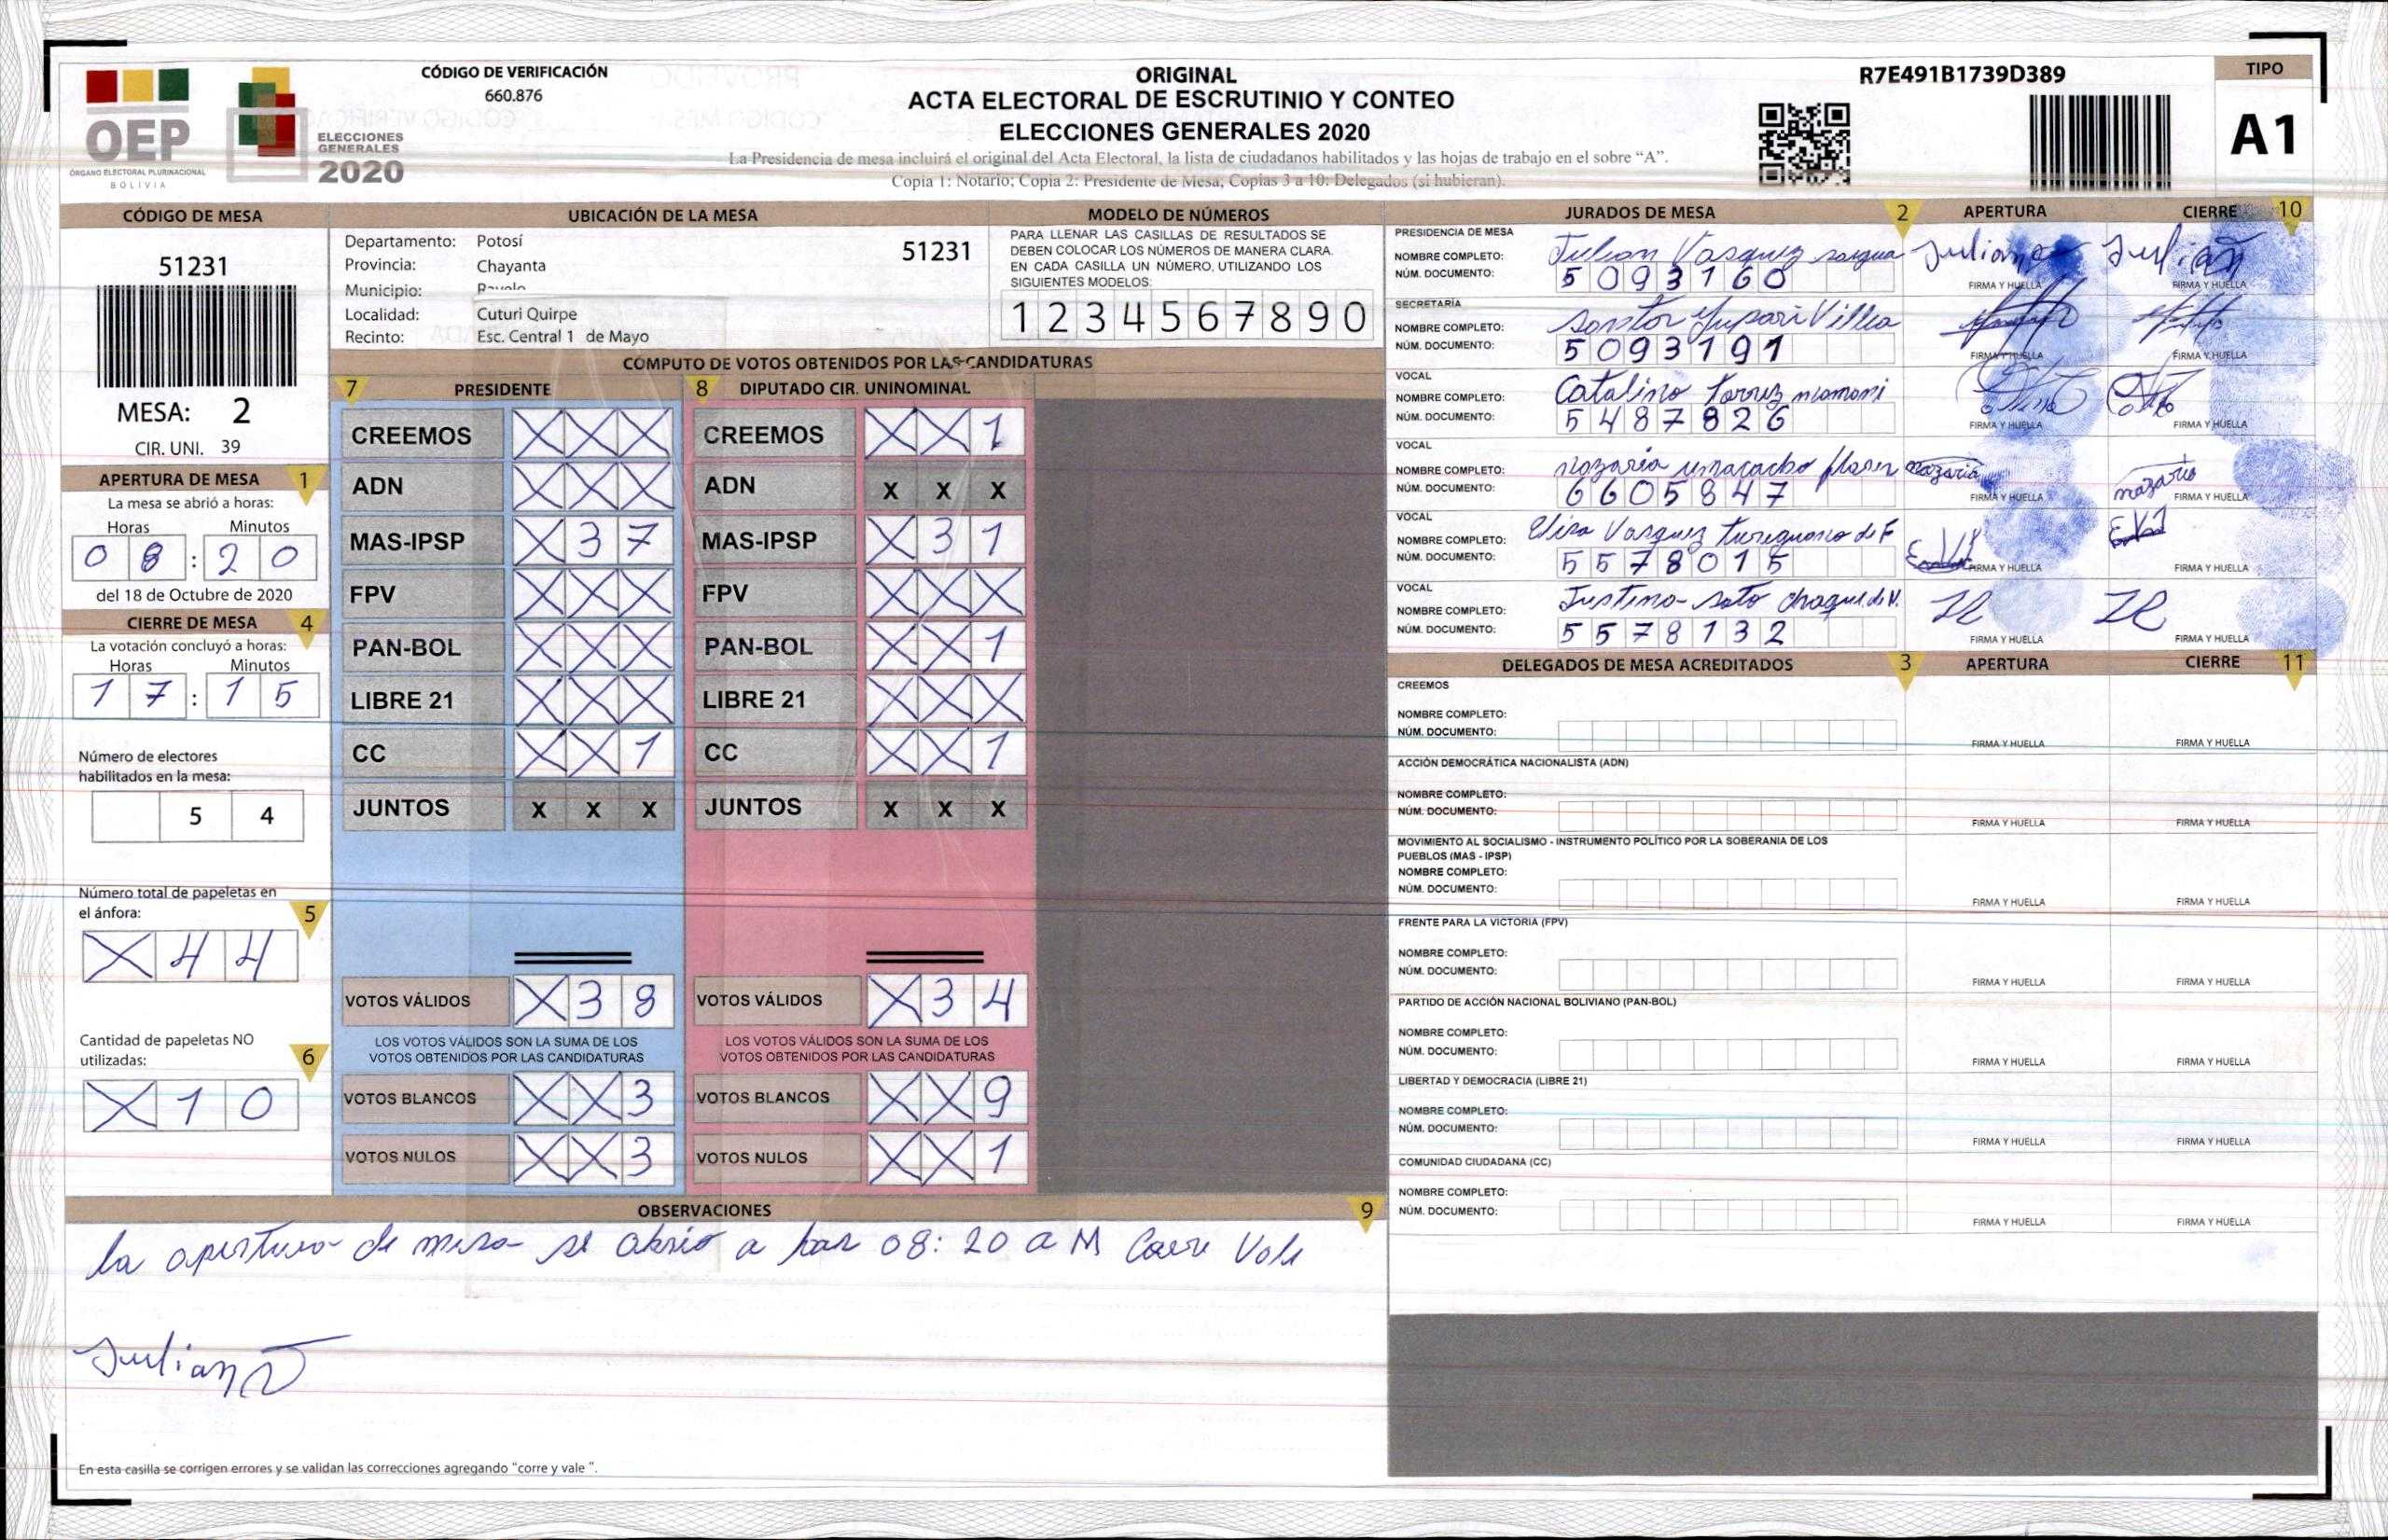 OEP
ÓRGANO ELECTORAL PLURINACIONAL
BOLIVIA
ELECCIONES
GENERALES
2020
CÓDIGO DE VERIFICACIÓN
660.876
ORIGINAL
ACTA ELECTORAL DE ESCRUTINIO Y CONTEO
ELECCIONES GENERALES 2020
La Presidencia de mesa incluirá el original del Acta Electoral, la lista de ciudadanos habilitados y las hojas de trabajo en el sobre “A”.
Copia 1: Notario; Copia 2: Presidente de Mesa; Copias 3 a 10: Delegados (si hubieran).
R7E491B1739D389
TIPO
A1
CÓDIGO DE MESA
51231
MESA: 2
CIR. UNI. 39
APERTURA DE MESA 1
La mesa se abrió a horas:
Horas Minutos
0 8 : 2 0
del 18 de Octubre de 2020
CIERRE DE MESA 4
La votación concluyó a horas:
Horas Minutos
1 7 : 1 5
Número de electores
habilitados en la mesa:
5 4
Número total de papeletas en
el ánfora: 5
X 4 4
Cantidad de papeletas NO
utilizadas: 6
X 1 0
UBICACIÓN DE LA MESA
Departamento: Potosí 51231
Provincia: Chayanta
Municipio:
Localidad: Cuturi Quirpe
Recinto: Esc. Central 1 de Mayo
MODELO DE NÚMEROS
PARA LLENAR LAS CASILLAS DE RESULTADOS SE
DEBEN COLOCAR LOS NÚMEROS DE MANERA CLARA.
EN CADA CASILLA UN NÚMERO, UTILIZANDO LOS
SIGUIENTES MODELOS:
1 2 3 4 5 6 7 8 9 0
CÓMPUTO DE VOTOS OBTENIDOS POR LAS CANDIDATURAS
7 PRESIDENTE
CREEMOS X X X
ADN X X X
MAS-IPSP X 3 7
FPV X X X
PAN-BOL X X X
LIBRE 21 X X X
CC X X 1
JUNTOS X X X
VOTOS VÁLIDOS X 3 8
LOS VOTOS VÁLIDOS SON LA SUMA DE LOS
VOTOS OBTENIDOS POR LAS CANDIDATURAS
VOTOS BLANCOS X X 3
VOTOS NULOS X X 3
8 DIPUTADO CIR. UNINOMINAL
CREEMOS X X 1
ADN X X X
MAS-IPSP X 3 1
FPV X X X
PAN-BOL X X 1
LIBRE 21 X X X
CC X X 1
JUNTOS X X X
VOTOS VÁLIDOS X 3 4
LOS VOTOS VÁLIDOS SON LA SUMA DE LOS
VOTOS OBTENIDOS POR LAS CANDIDATURAS
VOTOS BLANCOS X X 9
VOTOS NULOS X X 1
OBSERVACIONES 9
la apertura de mesa se abrio a 08:20 a M Corre Vale
Julian
En esta casilla se corrigen errores y se validan las correcciones agregando "corre y vale ".
JURADOS DE MESA 2 APERTURA CIERRE 10
PRESIDENCIA DE MESA
NOMBRE COMPLETO: Julian Vasquez Julian Julian
NÚM. DOCUMENTO: 5093160 FIRMA Y HUELLA FIRMA Y HUELLA
SECRETARÍA
NOMBRE COMPLETO:
NÚM. DOCUMENTO: 5093191 FIRMA Y HUELLA FIRMA Y HUELLA
VOCAL
NOMBRE COMPLETO: Catalino mamani
NÚM. DOCUMENTO: 5487826 FIRMA Y HUELLA FIRMA Y HUELLA
VOCAL
NOMBRE COMPLETO: nazaria nazaria nazario
NÚM. DOCUMENTO: 6605847 FIRMA Y HUELLA FIRMA Y HUELLA
VOCAL
NOMBRE COMPLETO: Elisa Vasquez de F
NÚM. DOCUMENTO: 5578015 FIRMA Y HUELLA FIRMA Y HUELLA
VOCAL
NOMBRE COMPLETO: Justina soto
NÚM. DOCUMENTO: 5578132 FIRMA Y HUELLA FIRMA Y HUELLA
DELEGADOS DE MESA ACREDITADOS 3 APERTURA CIERRE 11
CREEMOS
NOMBRE COMPLETO:
NÚM. DOCUMENTO: FIRMA Y HUELLA FIRMA Y HUELLA
ACCIÓN DEMOCRÁTICA NACIONALISTA (ADN)
NOMBRE COMPLETO:
NÚM. DOCUMENTO: FIRMA Y HUELLA FIRMA Y HUELLA
MOVIMIENTO AL SOCIALISMO - INSTRUMENTO POLÍTICO POR LA SOBERANIA DE LOS
PUEBLOS (MAS - IPSP)
NOMBRE COMPLETO:
NÚM. DOCUMENTO: FIRMA Y HUELLA FIRMA Y HUELLA
FRENTE PARA LA VICTORIA (FPV)
NOMBRE COMPLETO:
NÚM. DOCUMENTO: FIRMA Y HUELLA FIRMA Y HUELLA
PARTIDO DE ACCIÓN NACIONAL BOLIVIANO (PAN-BOL)
NOMBRE COMPLETO:
NÚM. DOCUMENTO: FIRMA Y HUELLA FIRMA Y HUELLA
LIBERTAD Y DEMOCRACIA (LIBRE 21)
NOMBRE COMPLETO:
NÚM. DOCUMENTO: FIRMA Y HUELLA FIRMA Y HUELLA
COMUNIDAD CIUDADANA (CC)
NOMBRE COMPLETO:
NÚM. DOCUMENTO: FIRMA Y HUELLA FIRMA Y HUELLA